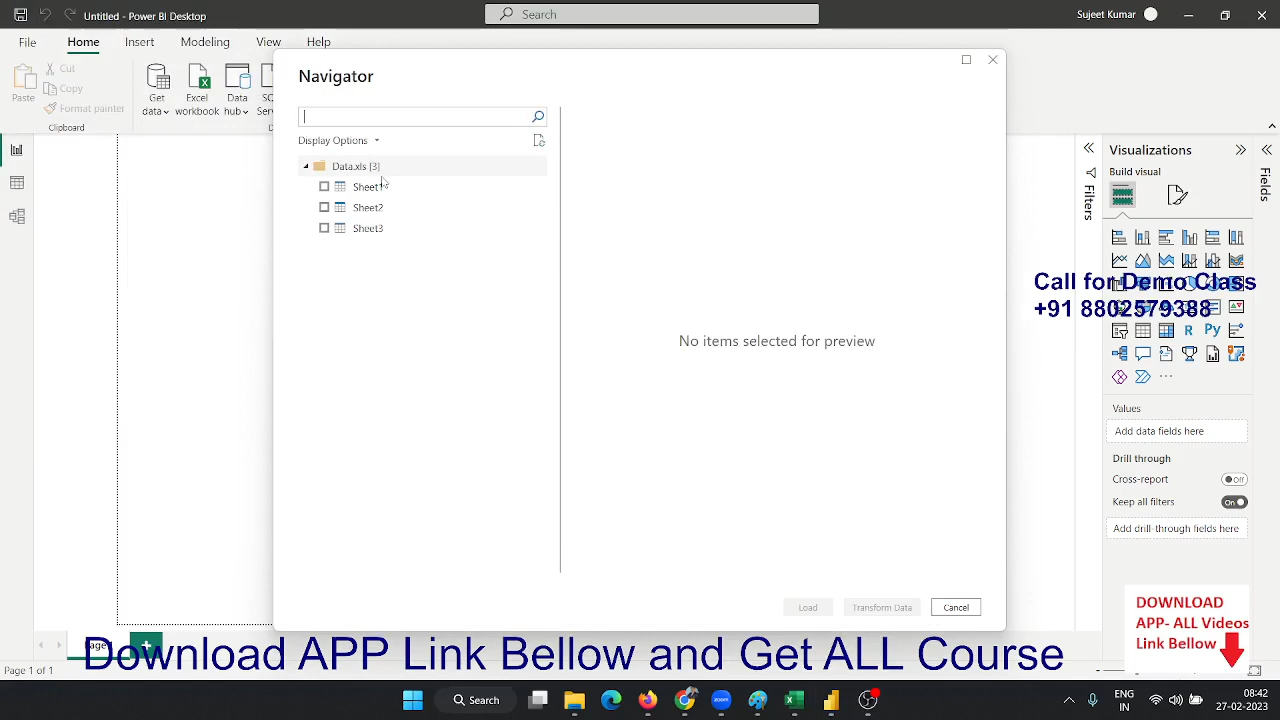 Untitled - Power BI Desktop
Search
Sujeet Kumar
File
Home
Insert
Modeling
View
Help
Paste
Cut
Copy
Format painter
Clipboard
Get
data
Excel
workbook
Data
hub
Navigator
Display Options
Data.xls [3]
Sheet1
Sheet2
Sheet3
No items selected for preview
Load
Transform Data
Cancel
Filters
Visualizations
Build visual
Fields
Call for Demo Class
+91 8802579388
R
Py
Values
Add data fields here
Drill through
Cross-report
Off
Keep all filters
On
Add drill-through fields here
DOWNLOAD
APP- ALL Videos
Link Bellow
Download APP Link Bellow and Get ALL Course
Page 1 of 1
Search
zoom
ENG
IN
08:42
27-02-2023